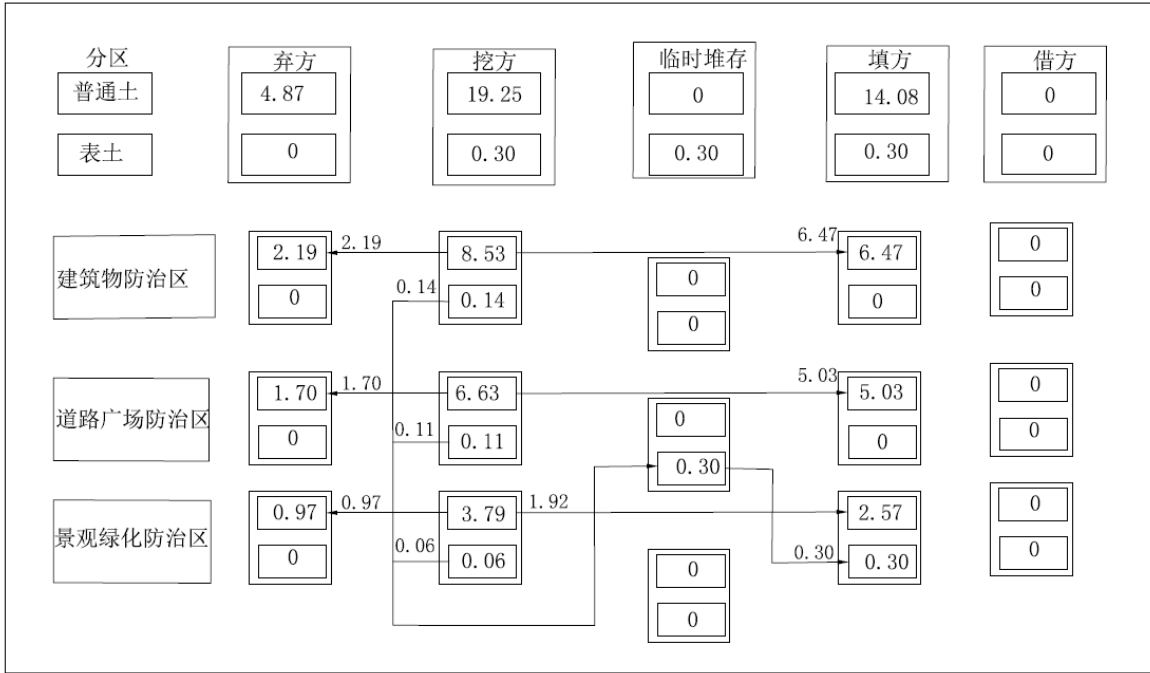 分区 弃方 挖方 临时堆存 填方 借方
普通土 4.87 19.25 0 14.08 0
表土 0 0.30 0.30 0.30 0
建筑物防治区
2.19 2.19 8.53 6.47 6.47 0
0 0.14 0.14 0 0 0 0
道路广场防治区
1.70 1.70 6.63 5.03 5.03 0
0 0.11 0.11 0 0.30 0 0
景观绿化防治区
0.97 0.97 3.79 1.92 2.57 0
0 0.06 0.06 0 0 0.30 0.30 0